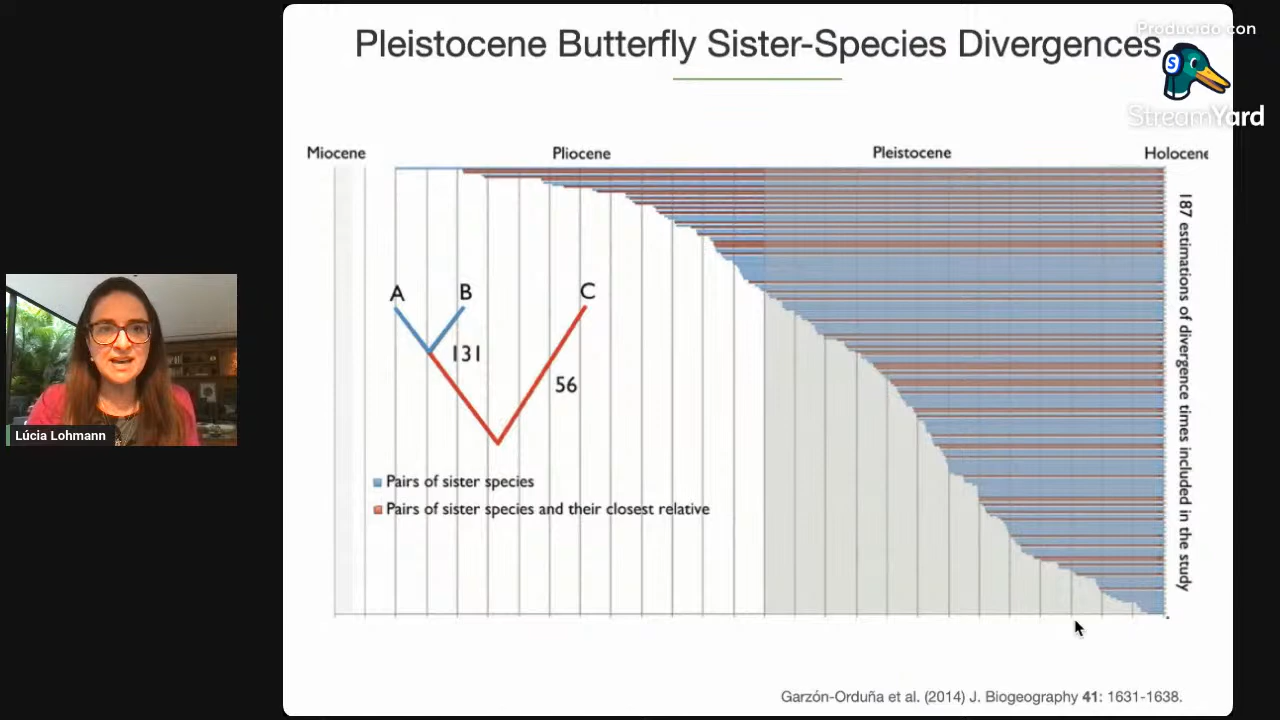 Pleistocene Butterfly Sister-Species Divergences
Producido con
S
StreamYard
Miocene
Pliocene
Pleistocene
Holocene
A
B
C
131
56
Pairs of sister species
Pairs of sister species and their closest relative
187 estimations of divergence times included in the study
Lúcia Lohmann
Garzón-Orduña et al. (2014) J. Biogeography 41: 1631-1638.